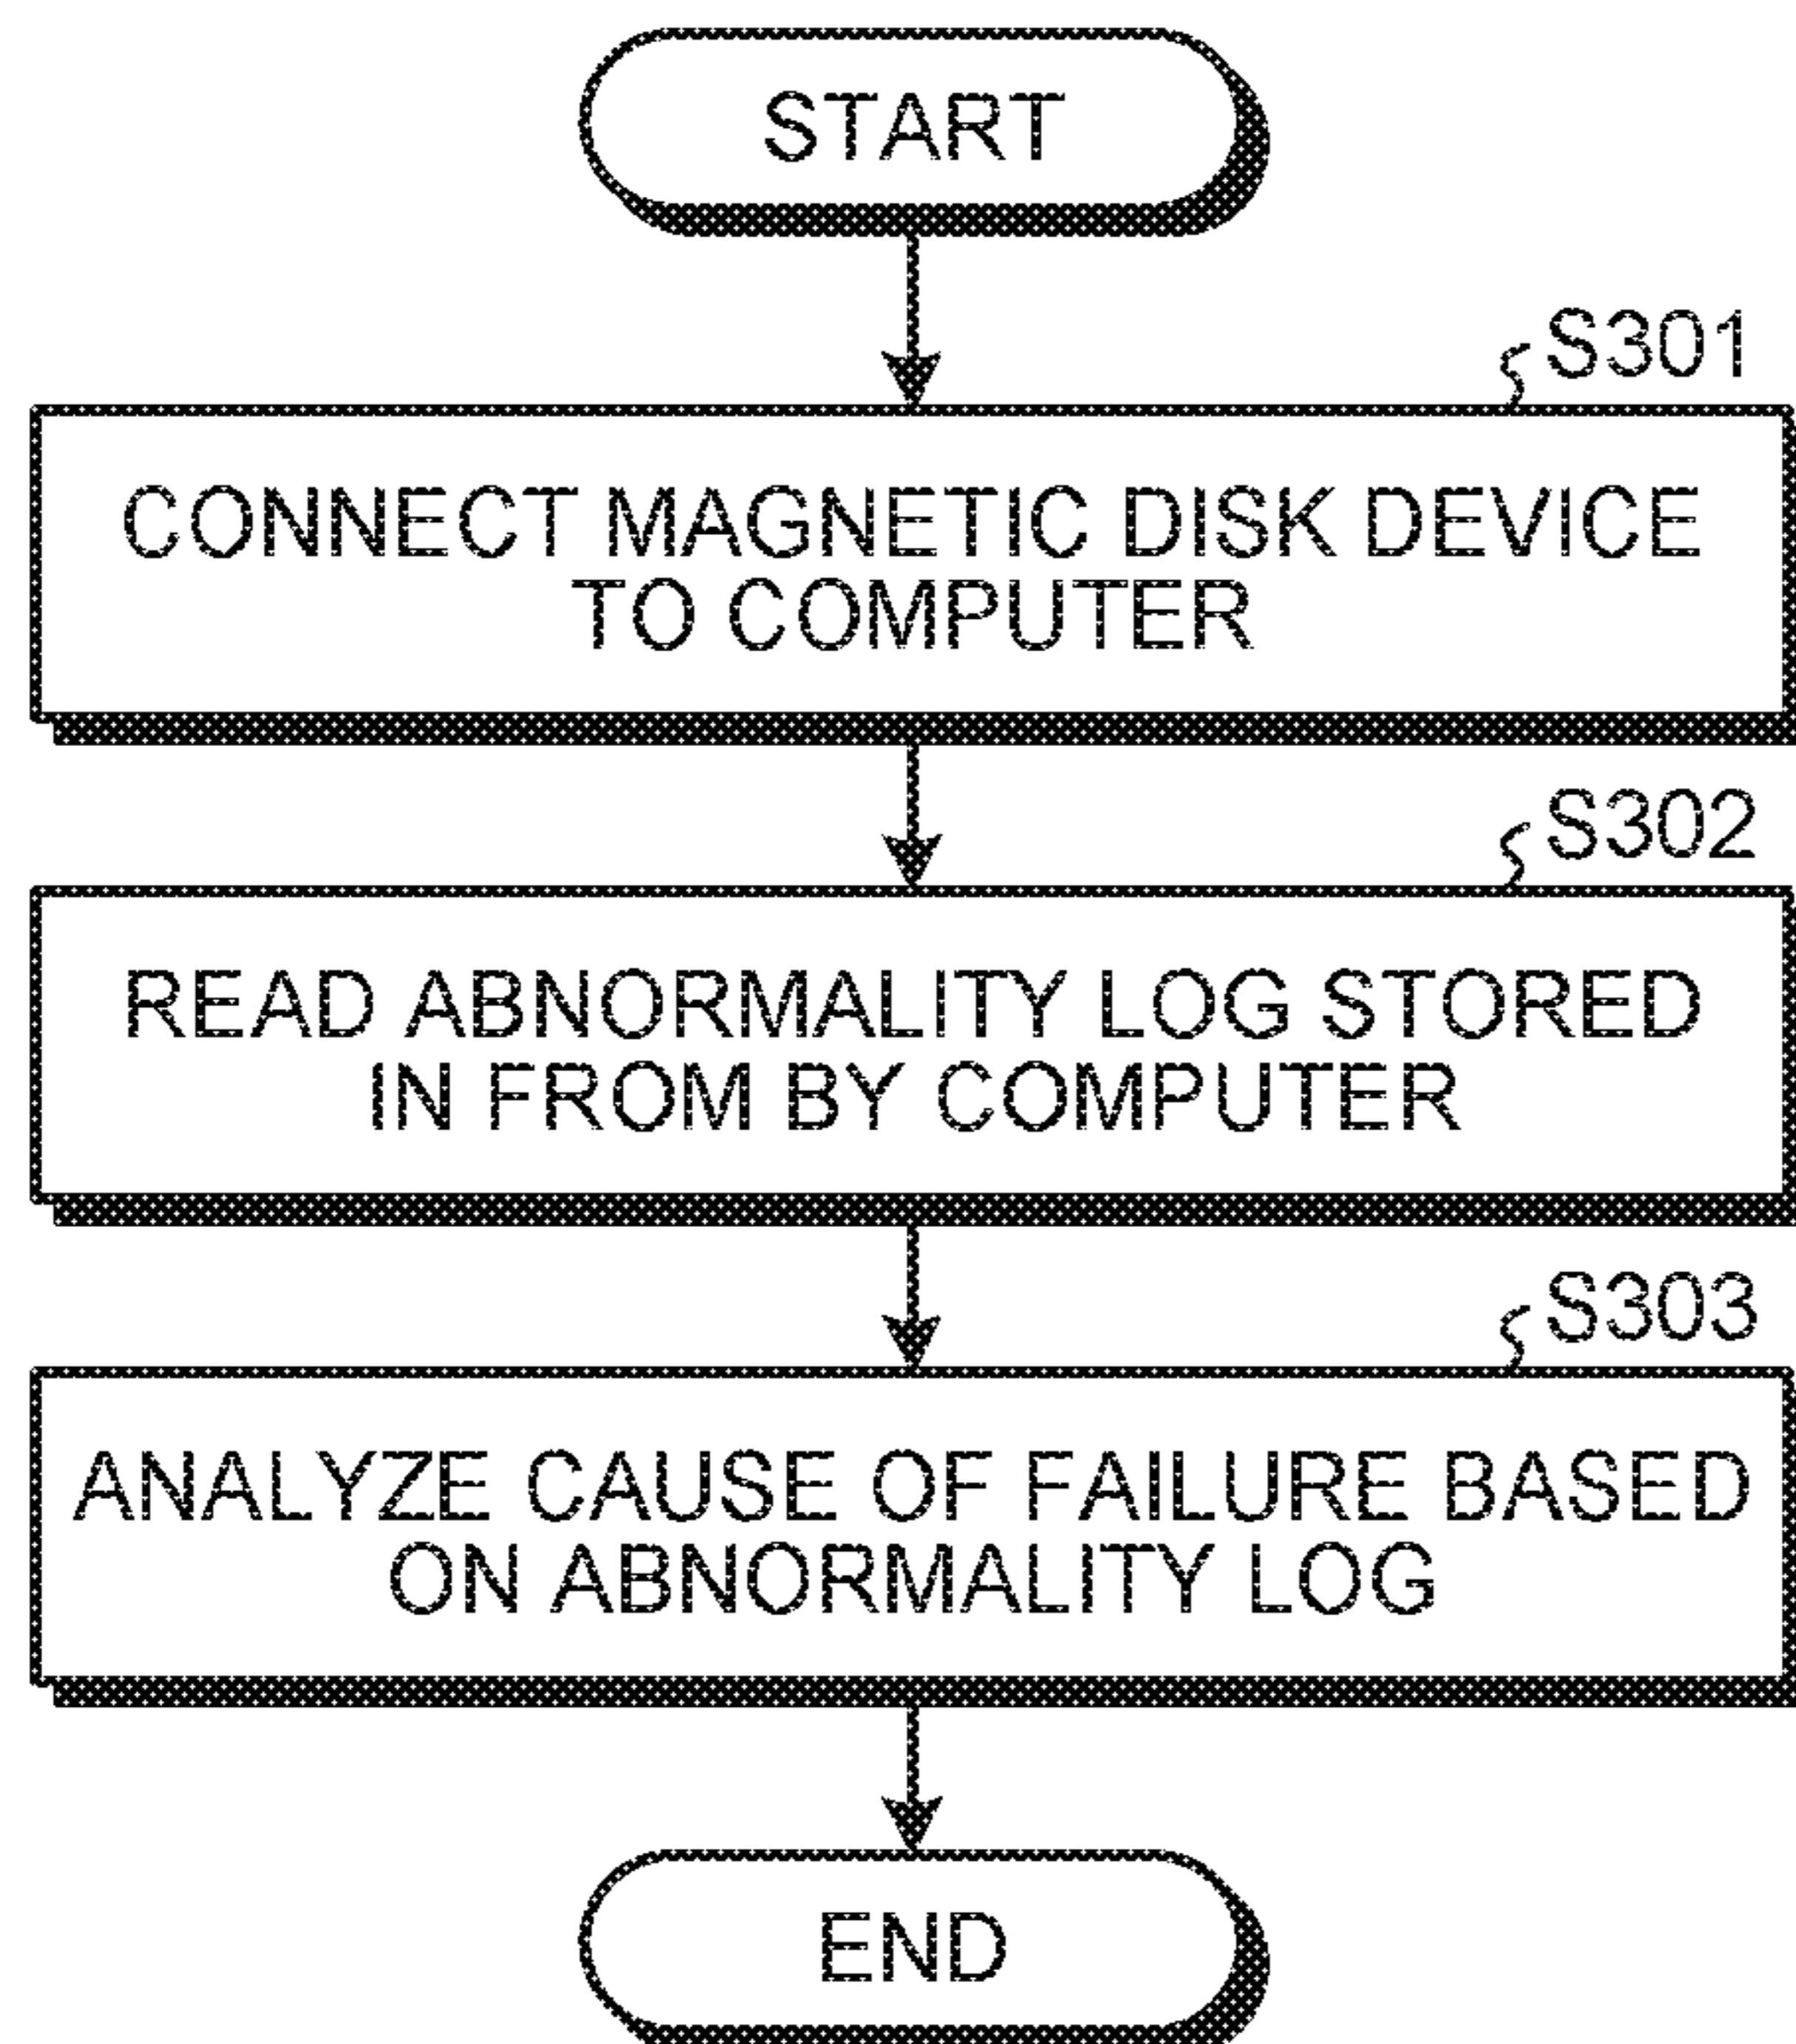 START
S301
CONNECT MAGNETIC DISK DEVICE
TO COMPUTER
S302
READ ABNORMALITY LOG STORED
IN FROM BY COMPUTER
S303
ANALYZE CAUSE OF FAILURE BASED
ON ABNORMALITY LOG
END